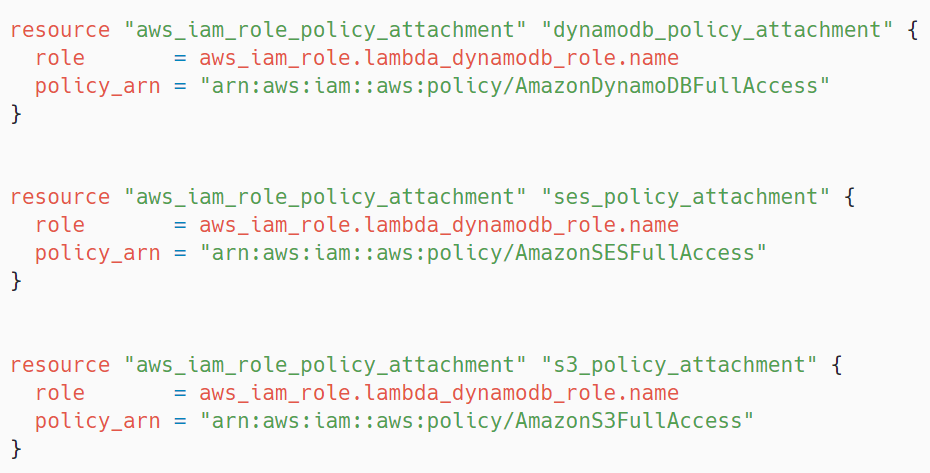 resource "aws_iam_role_policy_attachment" "dynamodb_policy_attachment" {
  role       = aws_iam_role.lambda_dynamodb_role.name
  policy_arn = "arn:aws:iam::aws:policy/AmazonDynamoDBFullAccess"
}

resource "aws_iam_role_policy_attachment" "ses_policy_attachment" {
  role       = aws_iam_role.lambda_dynamodb_role.name
  policy_arn = "arn:aws:iam::aws:policy/AmazonSESFullAccess"
}

resource "aws_iam_role_policy_attachment" "s3_policy_attachment" {
  role       = aws_iam_role.lambda_dynamodb_role.name
  policy_arn = "arn:aws:iam::aws:policy/AmazonS3FullAccess"
}